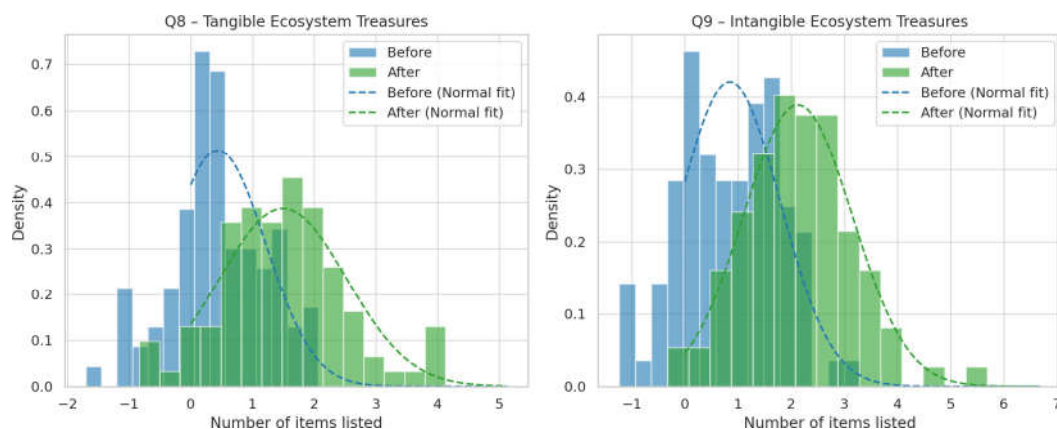 Q8 – Tangible Ecosystem Treasures
Before
After
Before (Normal fit)
After (Normal fit)
Density
0.7
0.6
0.5
0.4
0.3
0.2
0.1
0.0
−2 −1 0 1 2 3 4 5
Number of items listed
Q9 – Intangible Ecosystem Treasures
Before
After
Before (Normal fit)
After (Normal fit)
Density
0.4
0.3
0.2
0.1
0.0
−1 0 1 2 3 4 5 6 7
Number of items listed